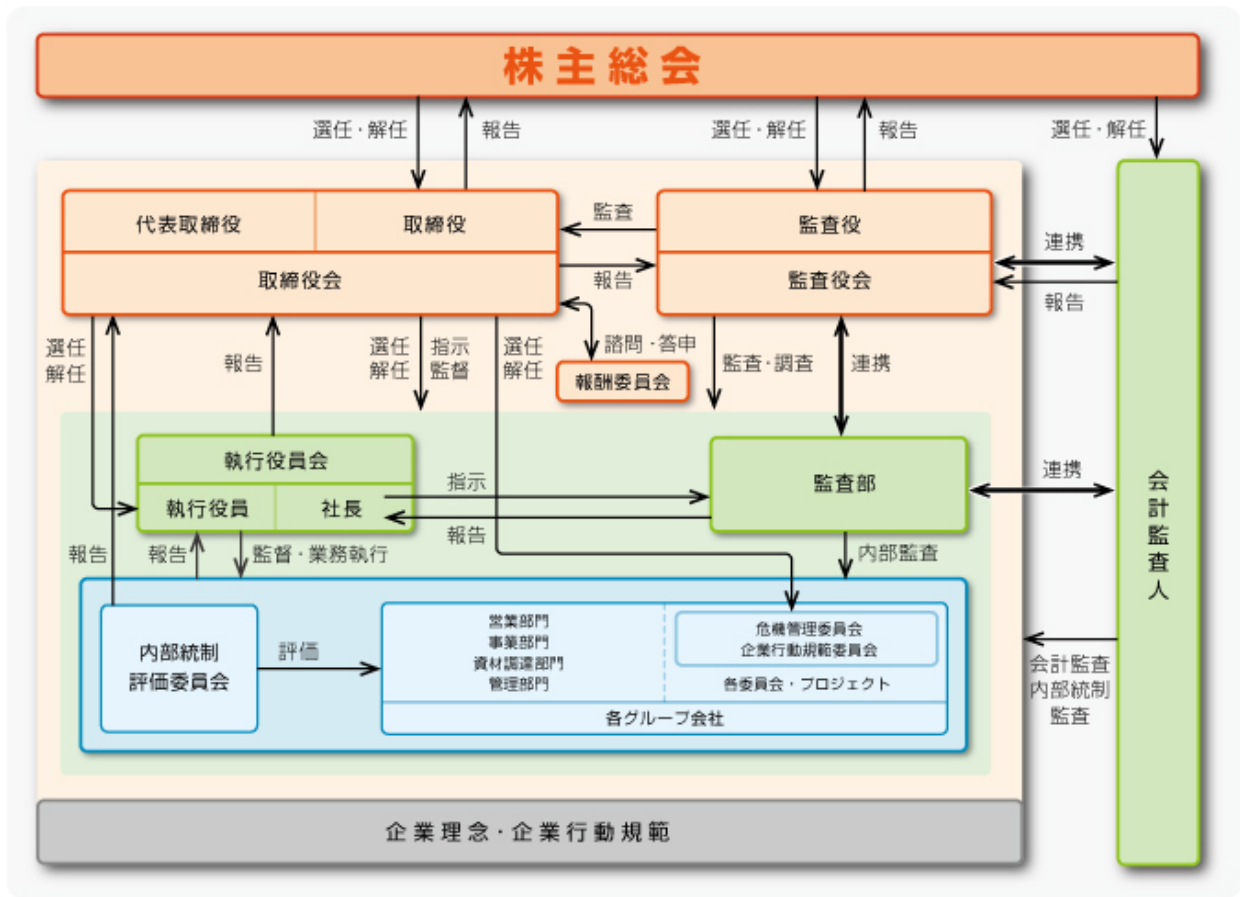 株主総会
選任・解任
報告
選任・解任
報告
選任・解任
代表取締役
取締役
監査
監査役
連携
取締役会
報告
監査役会
報告
選任
解任
報告
選任
解任
指示
監督
選任
解任
諮問・答申
報酬委員会
監査・調査
連携
執行役員会
執行役員
社長
指示
報告
監査部
連携
会計監査人
報告
報告
監督・業務執行
内部監査
内部統制
評価委員会
評価
営業部門
事業部門
資材調達部門
管理部門
危機管理委員会
企業行動規範委員会
各委員会・プロジェクト
各グループ会社
会計監査
内部統制
監査
企業理念・企業行動規範